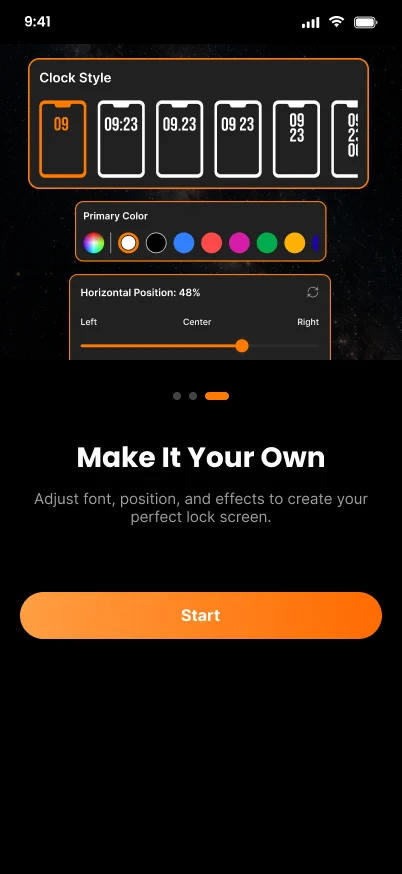 9:41
Clock Style
09
09:23
09.23
09 23
09
23
Primary Color
Horizontal Position: 48%
Left Center Right
Make It Your Own
Adjust font, position, and effects to create your
perfect lock screen.
Start